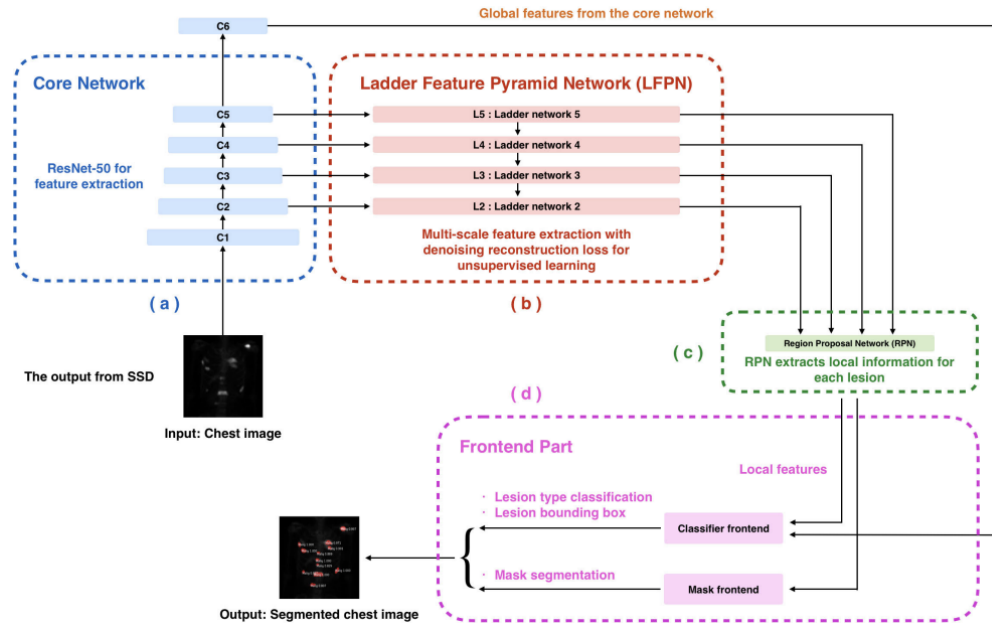 Global features from the core network
C6
Core Network
Ladder Feature Pyramid Network (LFPN)
C5
L5 : Ladder network 5
C4
L4 : Ladder network 4
ResNet-50 for
feature extraction
C3
L3 : Ladder network 3
C2
L2 : Ladder network 2
C1
Multi-scale feature extraction with
denoising reconstruction loss for
unsupervised learning
( a )
( b )
The output from SSD
Input: Chest image
( c )
Region Proposal Network (RPN)
RPN extracts local information for
each lesion
( d )
Frontend Part
Local features
· Lesion type classification
· Lesion bounding box
Classifier frontend
· Mask segmentation
Mask frontend
Output: Segmented chest image